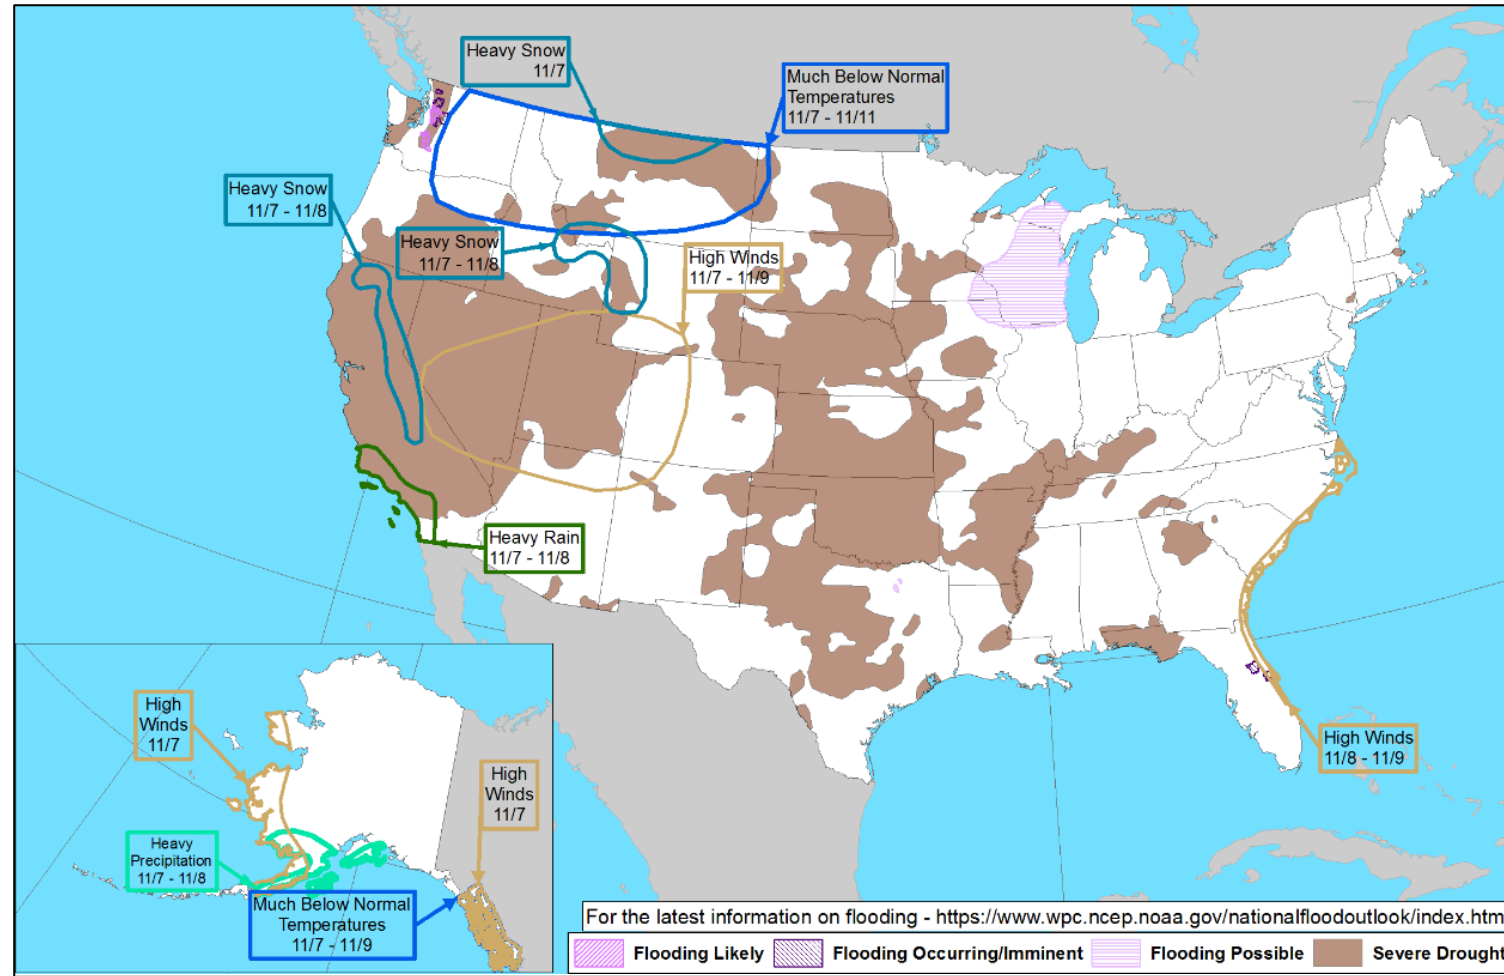 Heavy Snow
11/7
Much Below Normal
Temperatures
11/7 - 11/11
Heavy Snow
11/7 - 11/8
Heavy Snow
11/7 - 11/8
High Winds
11/7 - 11/9
Heavy Rain
11/7 - 11/8
High
Winds
11/7
High
Winds
11/7
High Winds
11/8 - 11/9
Heavy
Precipitation
11/7 - 11/8
Much Below Normal
Temperatures
11/7 - 11/9
For the latest information on flooding - https://www.wpc.ncep.noaa.gov/nationalfloodoutlook/index.htm
Flooding Likely
Flooding Occurring/Imminent
Flooding Possible
Severe Drought